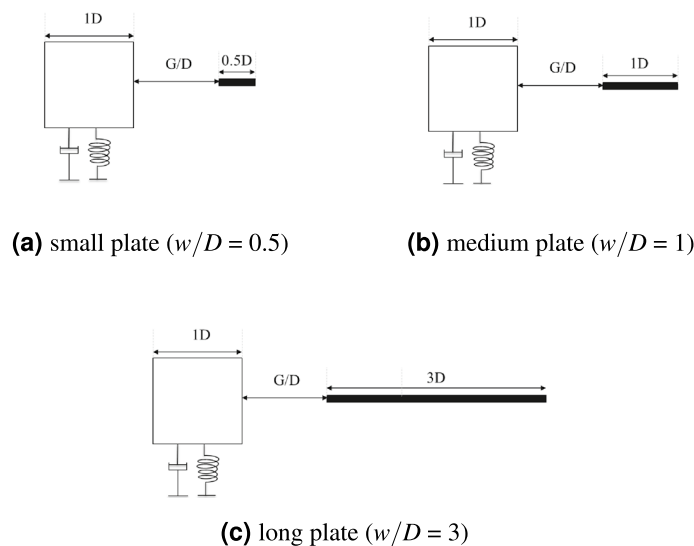 1D
G/D
0.5D
(a) small plate (w/D = 0.5)
1D
G/D
1D
(b) medium plate (w/D = 1)
1D
G/D
3D
(c) long plate (w/D = 3)